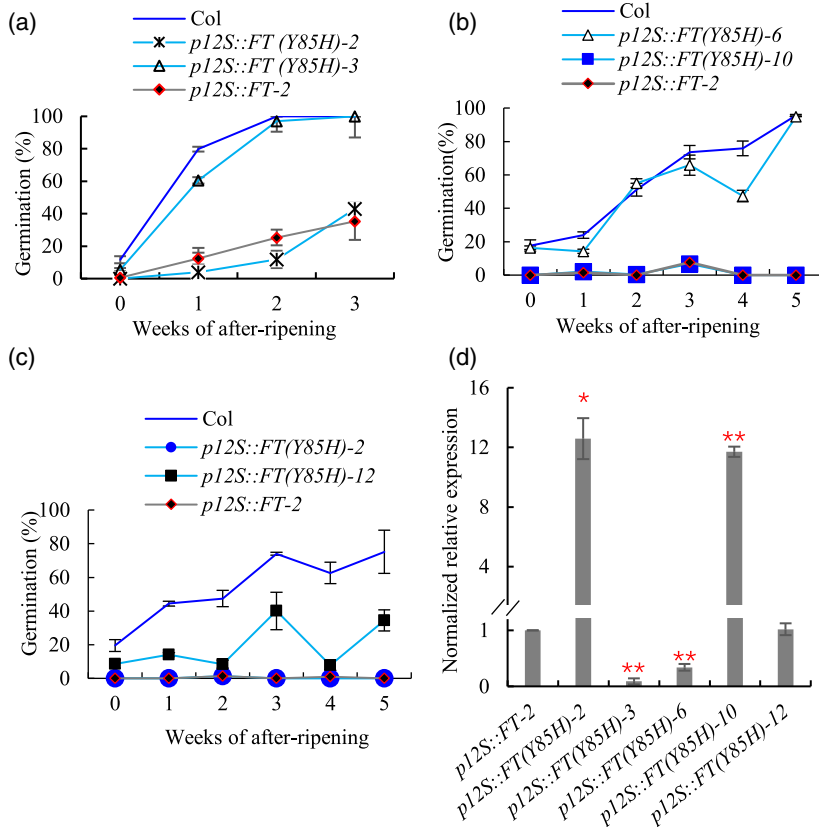 (a)
Col
p12S::FT (Y85H)-2
p12S::FT (Y85H)-3
p12S::FT-2
Germination (%)
100
80
60
40
20
0
0 1 2 3
Weeks of after-ripening
(b)
Col
p12S::FT(Y85H)-6
p12S::FT(Y85H)-10
p12S::FT-2
Germination(%)
100
80
60
40
20
0
0 1 2 3 4 5
Weeks of after-ripening
(c)
Col
p12S::FT(Y85H)-2
p12S::FT(Y85H)-12
p12S::FT-2
Germination (%)
100
80
60
40
20
0
0 1 2 3 4 5
Weeks of after-ripening
(d)
Normalized relative expression
16
12
8
4
1
0
*
**
**
**
p12S::FT-2
p12S::FT(Y85H)-2
p12S::FT(Y85H)-3
p12S::FT(Y85H)-6
p12S::FT(Y85H)-10
p12S::FT(Y85H)-12